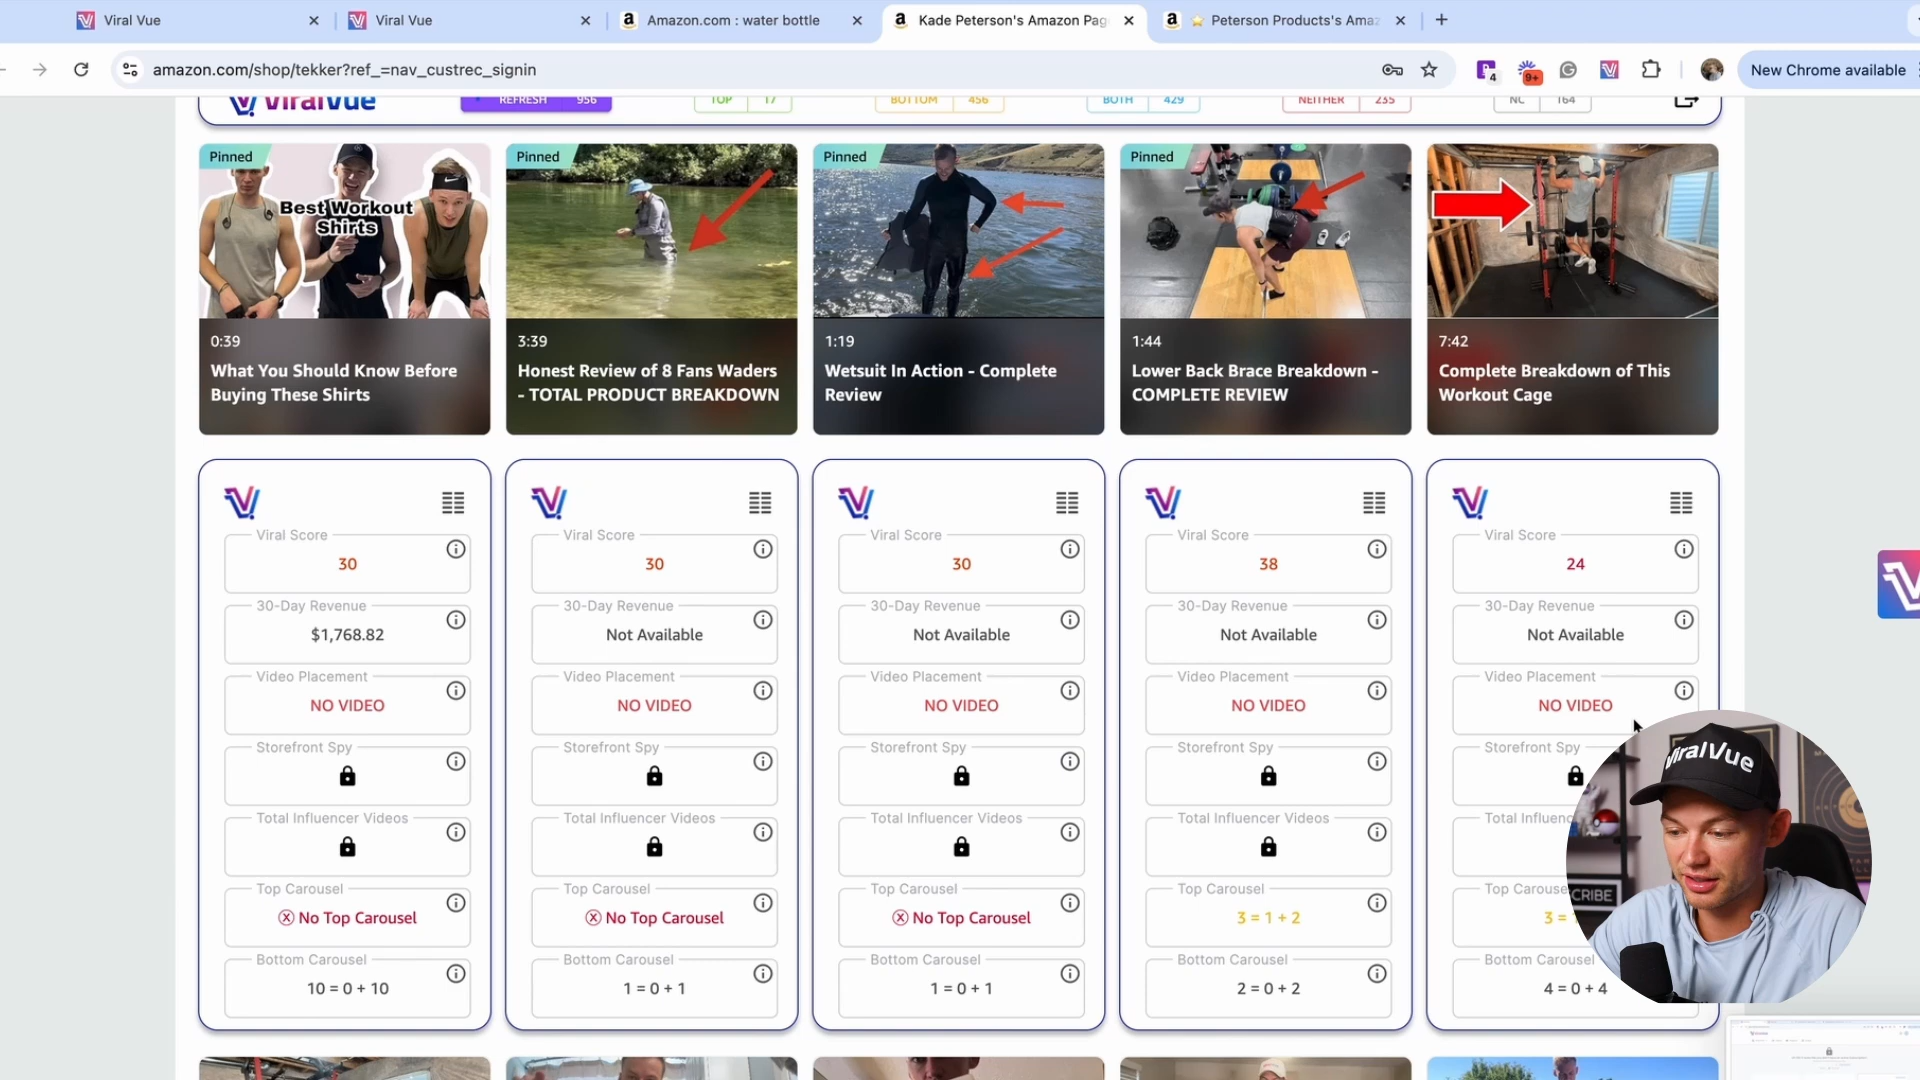 Viral Vue
Viral Vue
Amazon.com : water bottle
Kade Peterson's Amazon Pag
Peterson Products's Ama
amazon.com/shop/tekker?ref_=nav_custrec_signin
4
9+
New Chrome available
ViralVue
REFRESH 956
TOP 17
BOTTOM 456
BOTH 429
NEITHER 235
NC 164
Pinned
Best Workout
Shirts
0:39
What You Should Know Before
Buying These Shirts
Pinned
3:39
Honest Review of 8 Fans Waders
- TOTAL PRODUCT BREAKDOWN
Pinned
1:19
Wetsuit In Action - Complete
Review
Pinned
1:44
Lower Back Brace Breakdown -
COMPLETE REVIEW
7:42
Complete Breakdown of This
Workout Cage
Viral Score
30
30-Day Revenue
$1,768.82
Video Placement
NO VIDEO
Storefront Spy
Total Influencer Videos
Top Carousel
No Top Carousel
Bottom Carousel
10 = 0 + 10
Viral Score
30
30-Day Revenue
Not Available
Video Placement
NO VIDEO
Storefront Spy
Total Influencer Videos
Top Carousel
No Top Carousel
Bottom Carousel
1 = 0 + 1
Viral Score
30
30-Day Revenue
Not Available
Video Placement
NO VIDEO
Storefront Spy
Total Influencer Videos
Top Carousel
No Top Carousel
Bottom Carousel
1 = 0 + 1
Viral Score
38
30-Day Revenue
Not Available
Video Placement
NO VIDEO
Storefront Spy
Total Influencer Videos
Top Carousel
3 = 1 + 2
Bottom Carousel
2 = 0 + 2
Viral Score
24
30-Day Revenue
Not Available
Video Placement
NO VIDEO
Storefront Spy
Total Influenc
Top Carouse
3 =
Bottom Carousel
4 = 0 + 4
ViralVue
SCRIBE